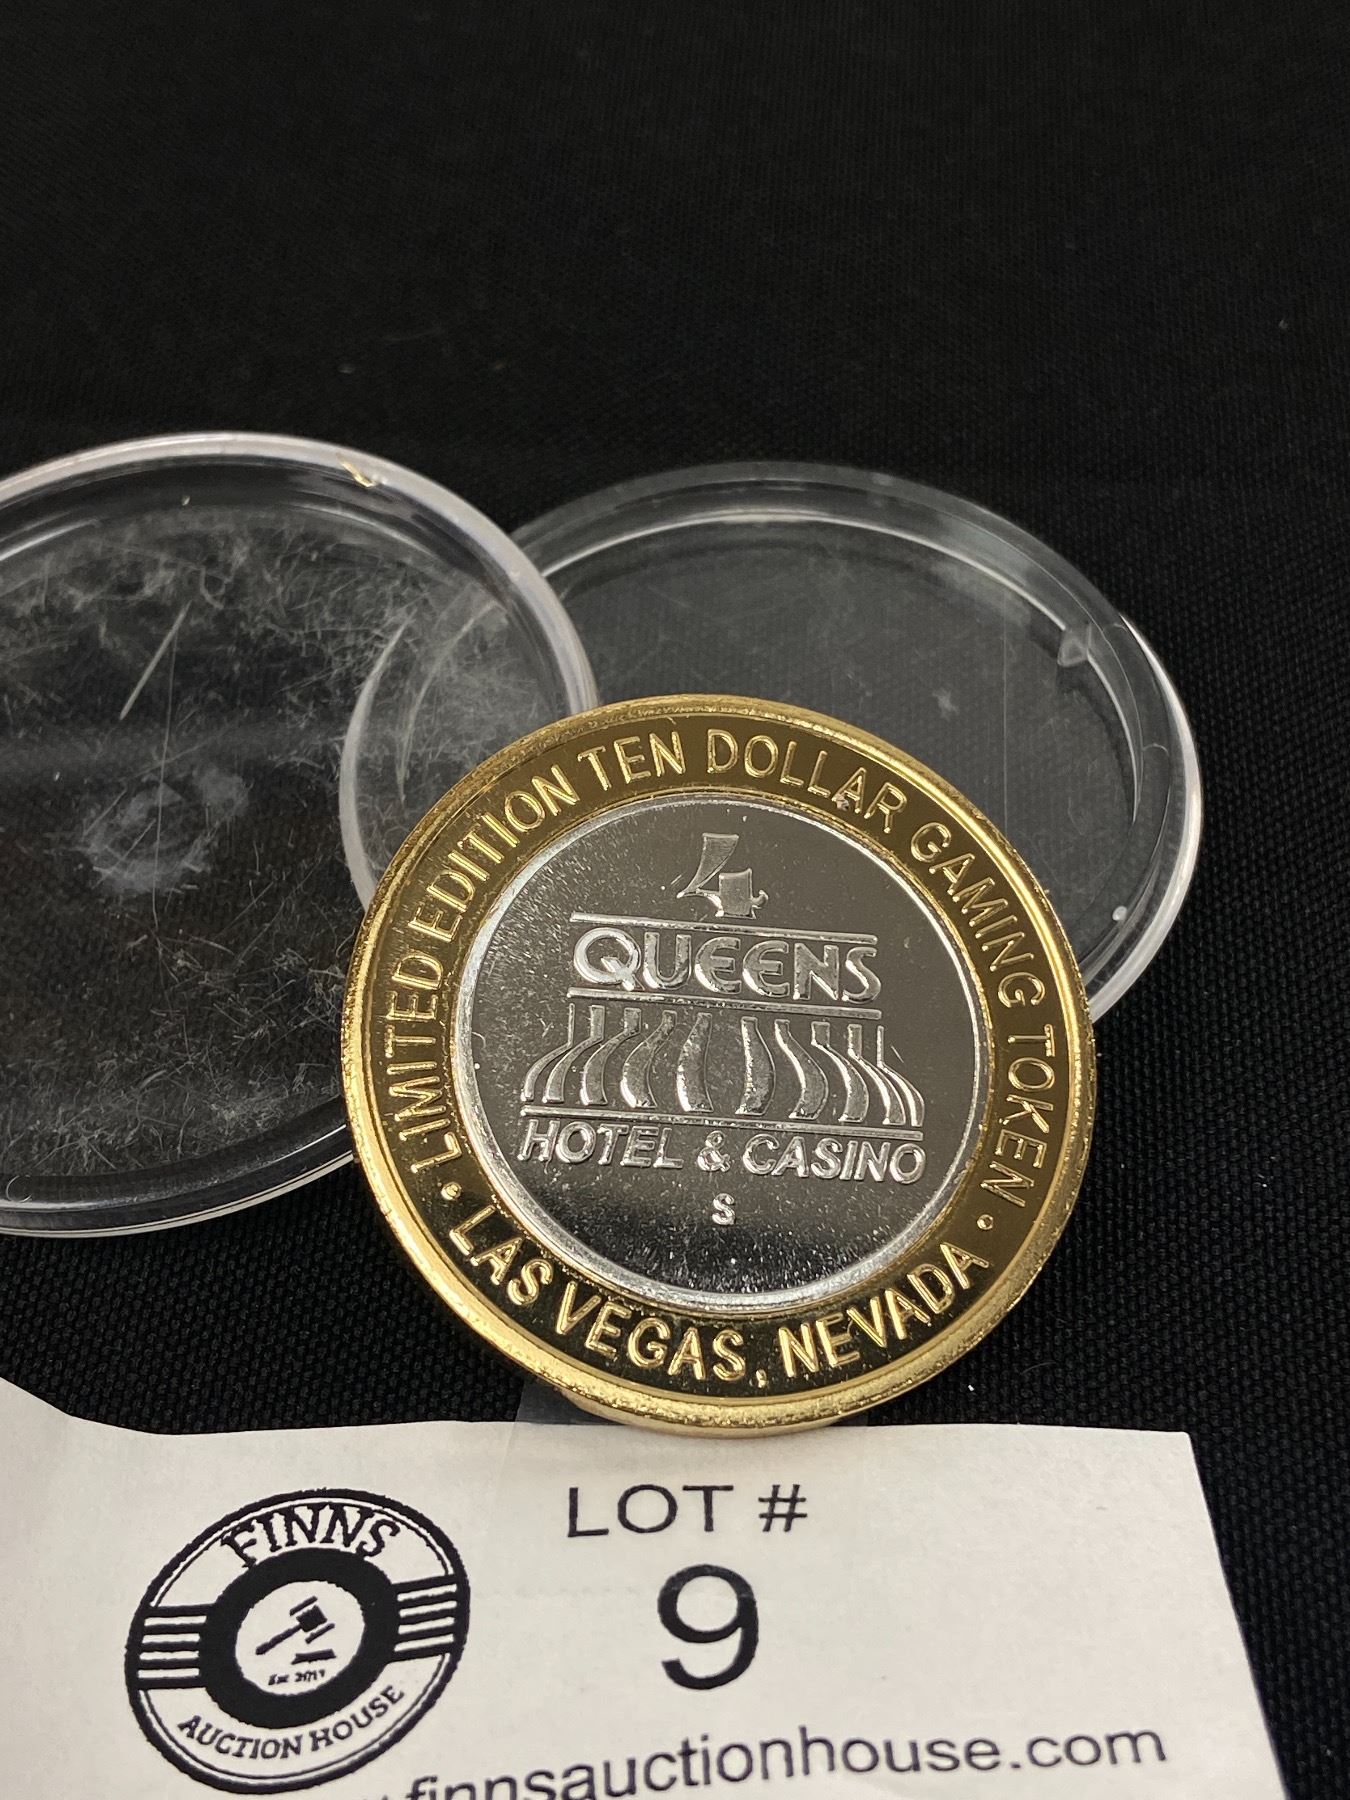 LIMITED EDITION TEN DOLLAR GAMING TOKEN
4
QUEENS
HOTEL & CASINO
S
• LAS VEGAS, NEVADA •
LOT #
9
FINNS
AUCTION HOUSE
finnsauctionhouse.com